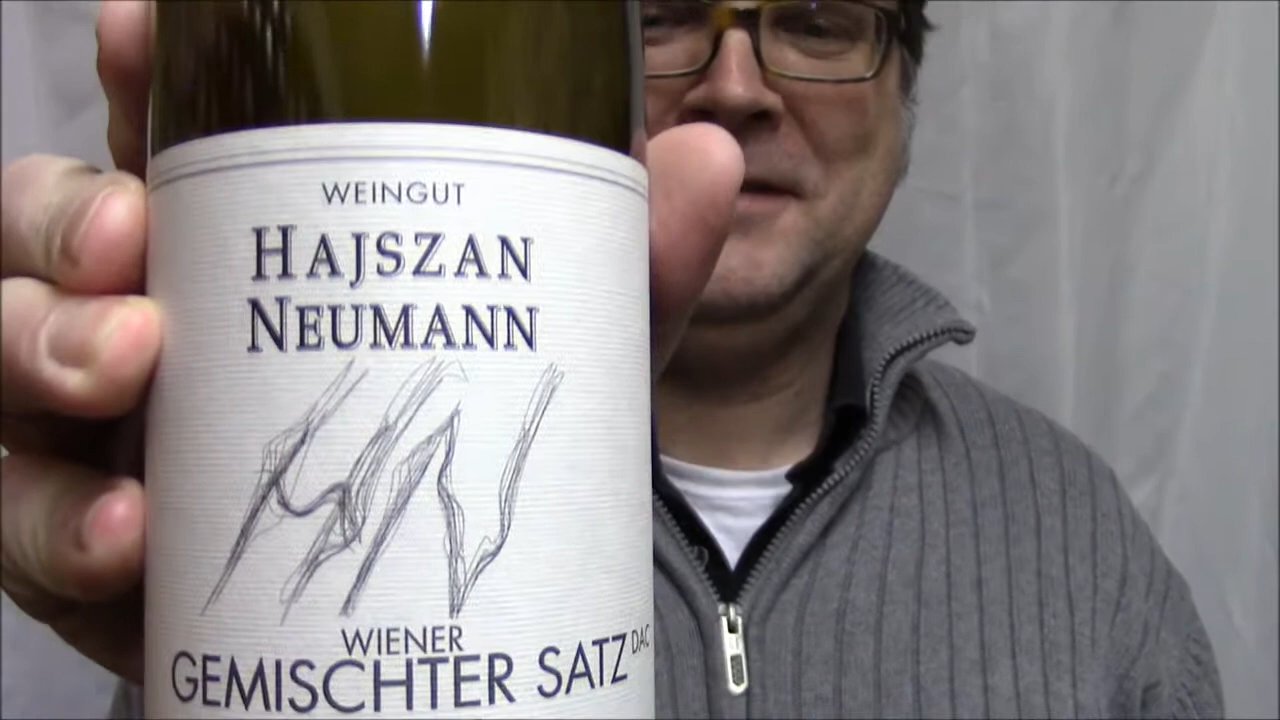 WEINGUT
HAJSZAN
NEUMANN
WIENER
GEMISCHTER SATZ DAC